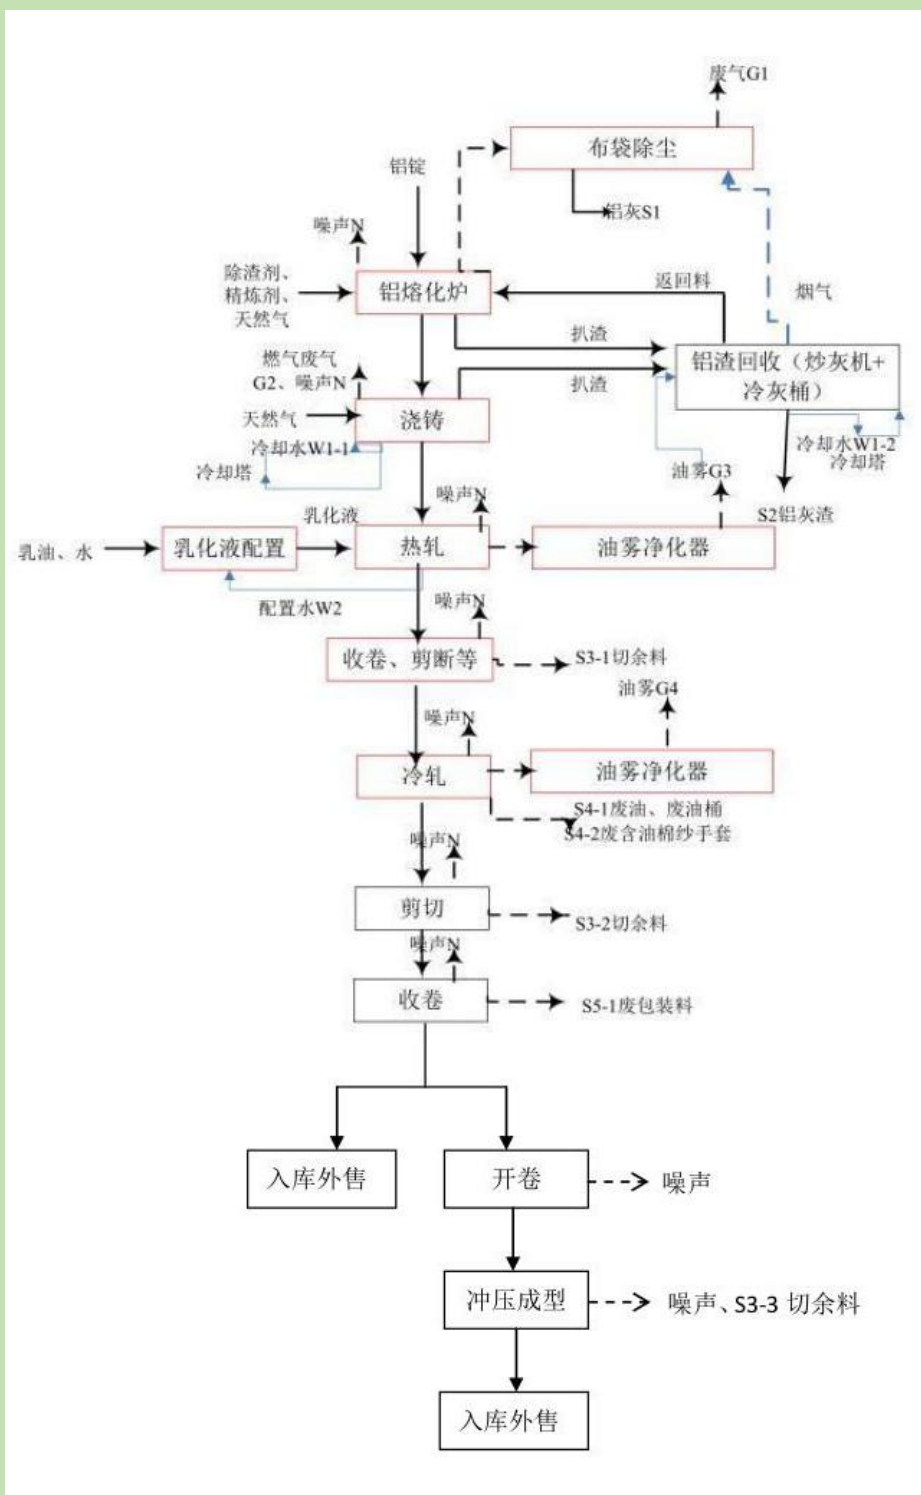 废气G1
布袋除尘
铝锭
铝灰S1
噪声N
除渣剂、
精炼剂、
天然气
铝熔化炉
返回料
烟气
扒渣
铝渣回收（炒灰机+
冷灰桶）
燃气废气
G2、噪声N
扒渣
天然气
浇铸
冷却水W1-1
冷却塔
冷却水W1-2
冷却塔
油雾G3
噪声N
S2铝灰渣
乳化液
乳油、水
乳化液配置
热轧
油雾净化器
配置水W2
噪声N
收卷、剪断等
S3-1切余料
油雾G4
噪声N
冷轧
油雾净化器
S4-1废油、废油桶
S4-2废含油棉纱手套
噪声N
剪切
S3-2切余料
噪声N
收卷
S5-1废包装料
入库外售
开卷
噪声
冲压成型
噪声、S3-3 切余料
入库外售